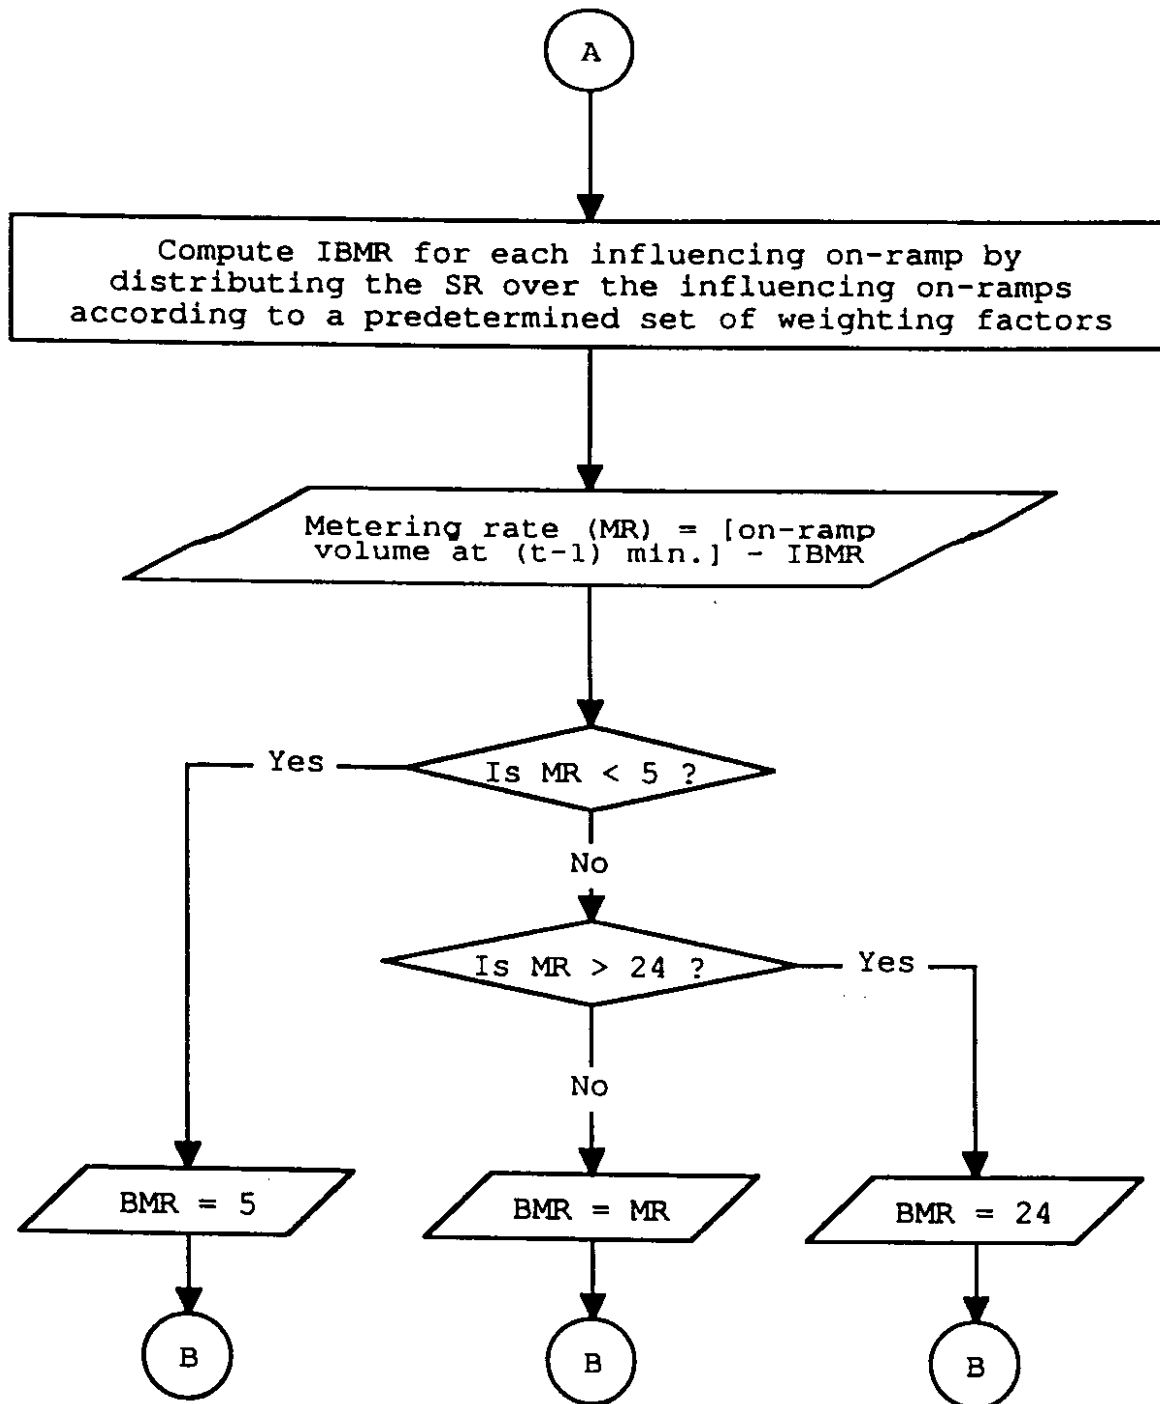 A
Compute IBMR for each influencing on-ramp by
distributing the SR over the influencing on-ramps
according to a predetermined set of weighting factors
Metering rate (MR) = [on-ramp
volume at (t-1) min.] - IBMR
Yes
Is MR < 5 ?
No
Is MR > 24 ?
Yes
No
BMR = 5
BMR = MR
BMR = 24
B
B
B